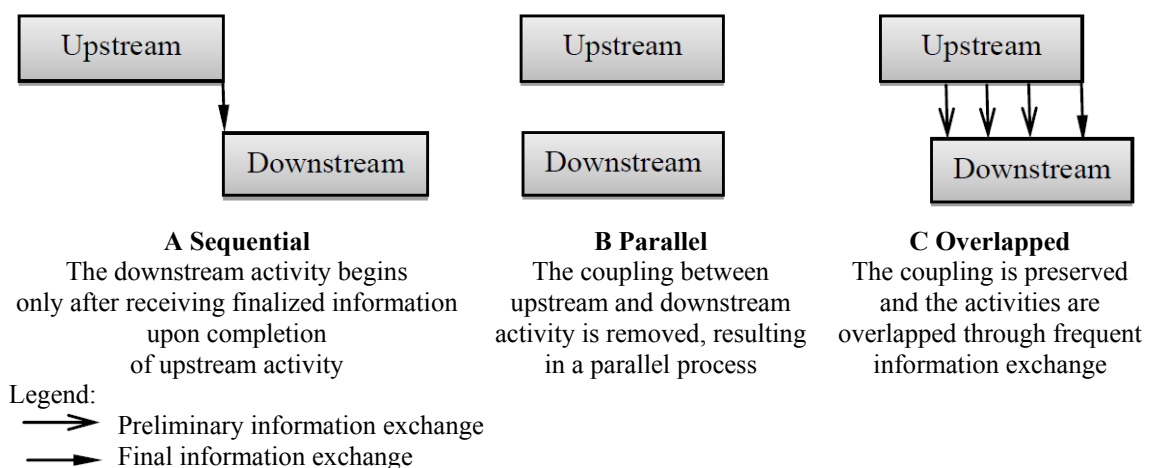 Upstream
Downstream
A Sequential
The downstream activity begins
only after receiving finalized information
upon completion
of upstream activity
Upstream
Downstream
B Parallel
The coupling between
upstream and downstream
activity is removed, resulting
in a parallel process
Upstream
Downstream
C Overlapped
The coupling is preserved
and the activities are
overlapped through frequent
information exchange
Legend:
Preliminary information exchange
Final information exchange